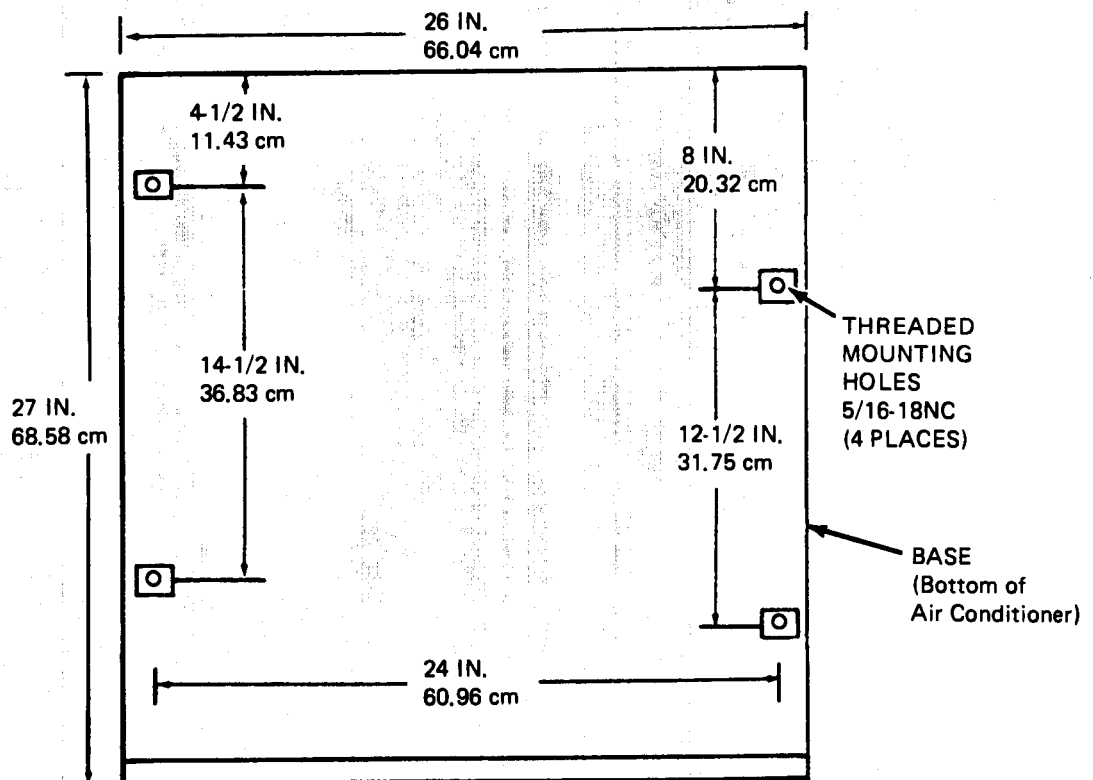 26 IN.
66.04 cm
4-1/2 IN.
11.43 cm
8 IN.
20.32 cm
THREADED
MOUNTING
HOLES
5/16-18NC
(4 PLACES)
14-1/2 IN.
36.83 cm
27 IN.
68.58 cm
12-1/2 IN.
31.75 cm
BASE
(Bottom of
Air Conditioner)
24 IN.
60.96 cm